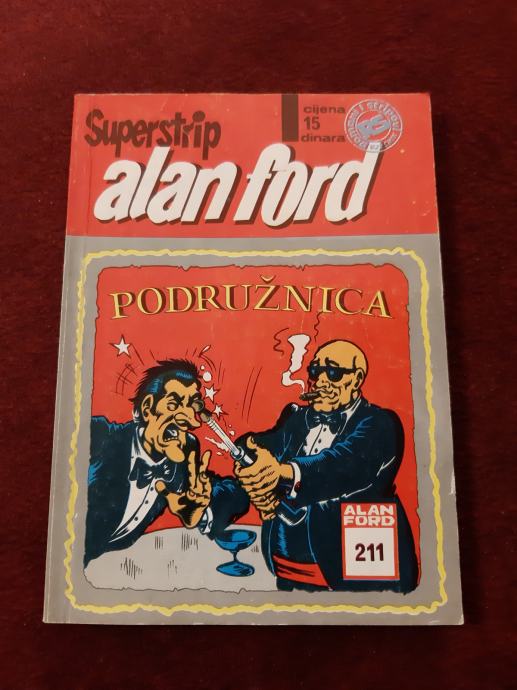 Superstrip
cijena
15
dinara
alan ford
PODRUŽNICA
ALAN
FORD
211